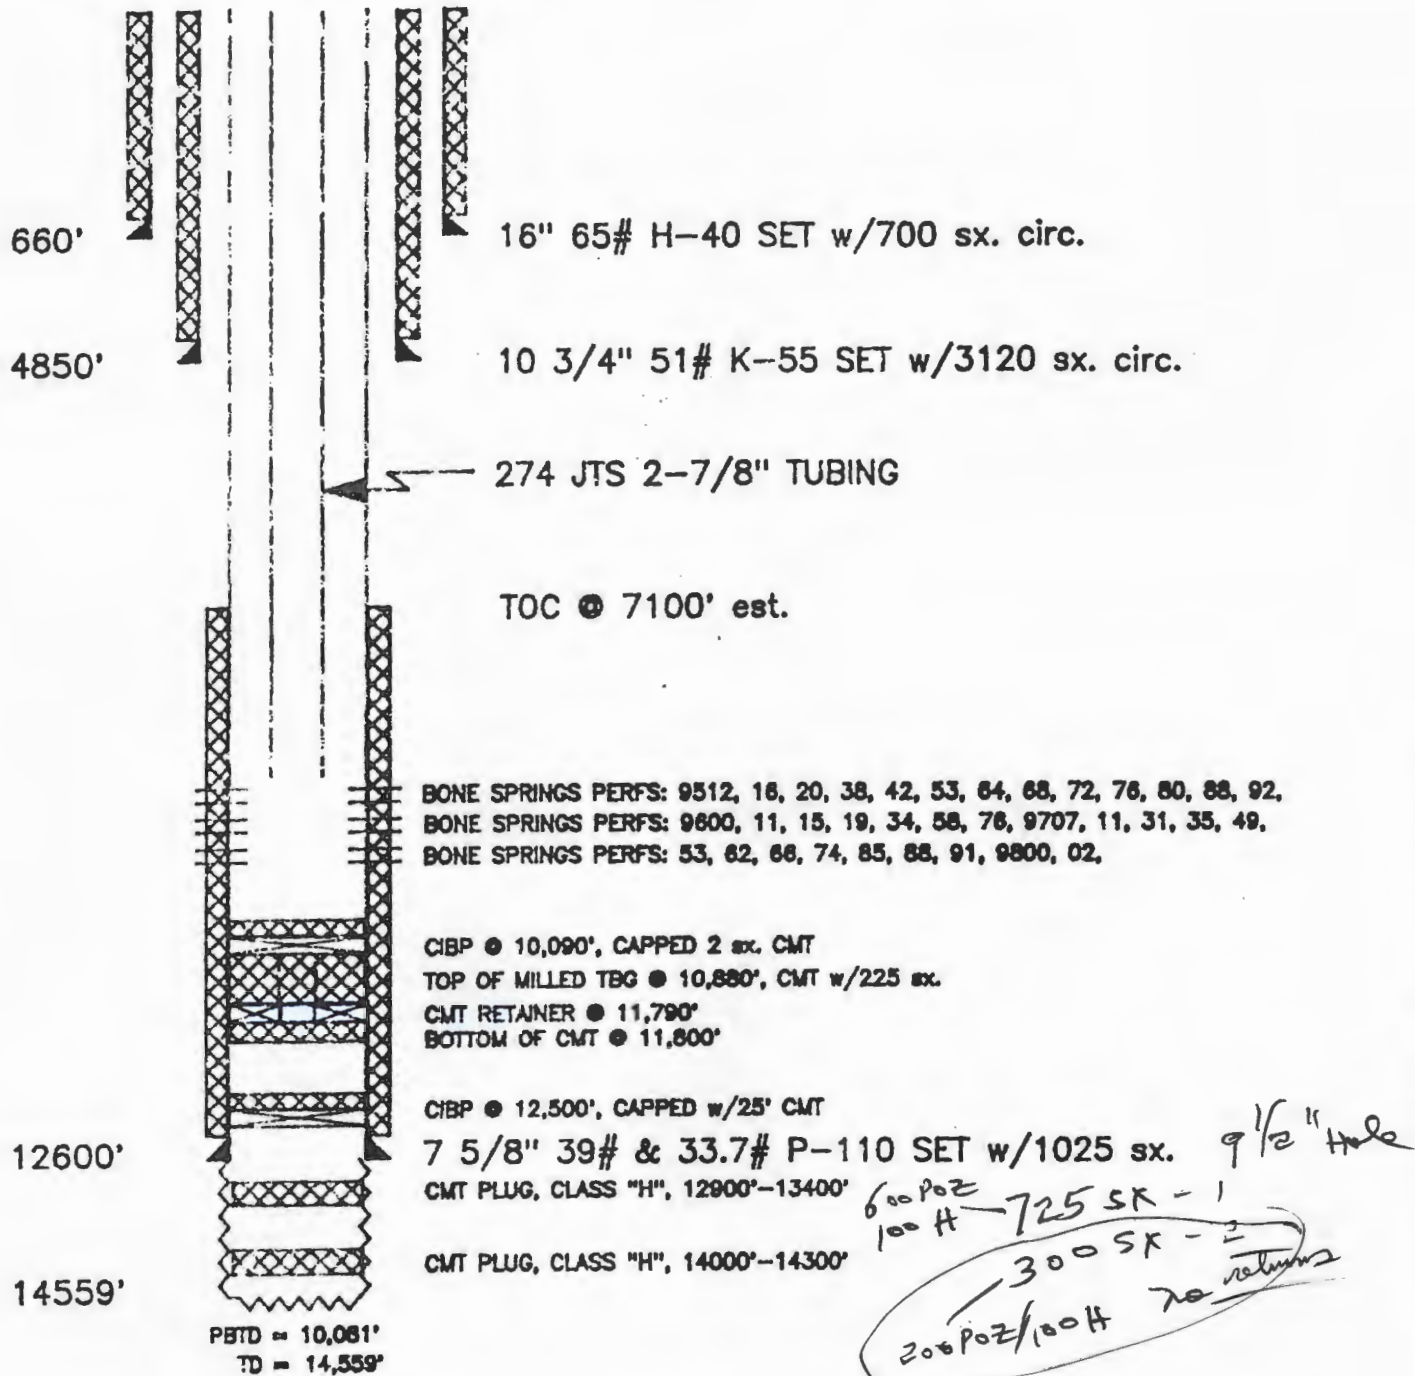 660'
16" 65# H-40 SET w/700 sx. circ.
4850'
10 3/4" 51# K-55 SET w/3120 sx. circ.
274 JTS 2-7/8" TUBING
TOC @ 7100' est.
BONE SPRINGS PERFS: 9512, 16, 20, 38, 42, 53, 64, 68, 72, 76, 80, 88, 92,
BONE SPRINGS PERFS: 9600, 11, 15, 19, 34, 58, 76, 9707, 11, 31, 35, 49,
BONE SPRINGS PERFS: 53, 62, 66, 74, 85, 88, 91, 9800, 02,
CIBP @ 10,090', CAPPED 2 sx. CMT
TOP OF MILLED TBG @ 10,880', CMT w/225 sx.
CMT RETAINER @ 11,790'
BOTTOM OF CMT @ 11,800'
CIBP @ 12,500', CAPPED w/25' CMT
12600'
7 5/8" 39# & 33.7# P-110 SET w/1025 sx.
9 1/2" Hole
CMT PLUG, CLASS "H", 12900'-13400'
600 POZ
100 H
725 SX - 1
CMT PLUG, CLASS "H", 14000'-14300'
300 SX - 2
no returns
200 POZ/100 H
14559'
PBTD = 10,081'
TD = 14,559'